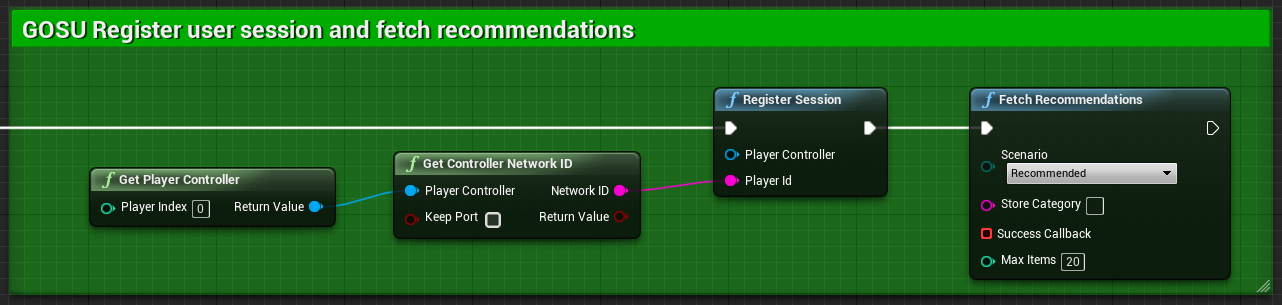 GOSU Register user session and fetch recommendations
f Get Player Controller
Player Index 0 Return Value
f Get Controller Network ID
Player Controller Network ID
Keep Port Return Value
f Register Session
Player Controller
Player Id
f Fetch Recommendations
Scenario
Recommended
Store Category
Success Callback
Max Items 20